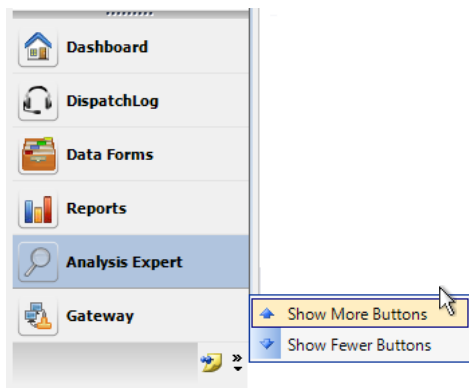 Dashboard
DispatchLog
Data Forms
Reports
Analysis Expert
Gateway
Show More Buttons
Show Fewer Buttons